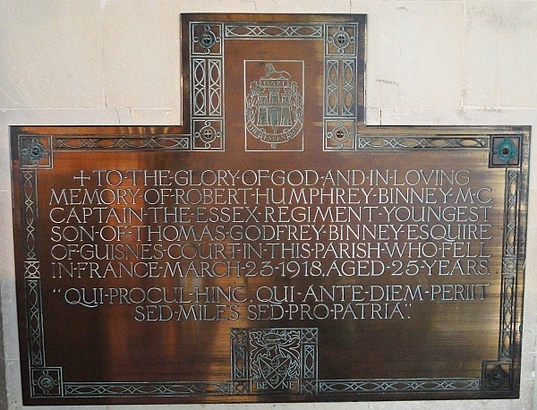 EGYPT
+TO·THE·GLORY·OF·GOD·AND·IN·LOVING
MEMORY·OF·ROBERT·HUMPHREY·BINNEY·M·C
CAPTAIN·THE·ESSEX·REGIMENT·YOUNGEST
SON·OF·THOMAS·GODFREY·BINNEY·ESQUIRE
OF·GUISNES·COURT·IN·THIS·PARISH·WHO·FELL
IN·FRANCE·MARCH·23·1918·AGED·25·YEARS.
"QUI·PROCUL·HINC, QUI·ANTE·DIEM·PERIIT
SED·MILES, SED·PRO·PATRIA."